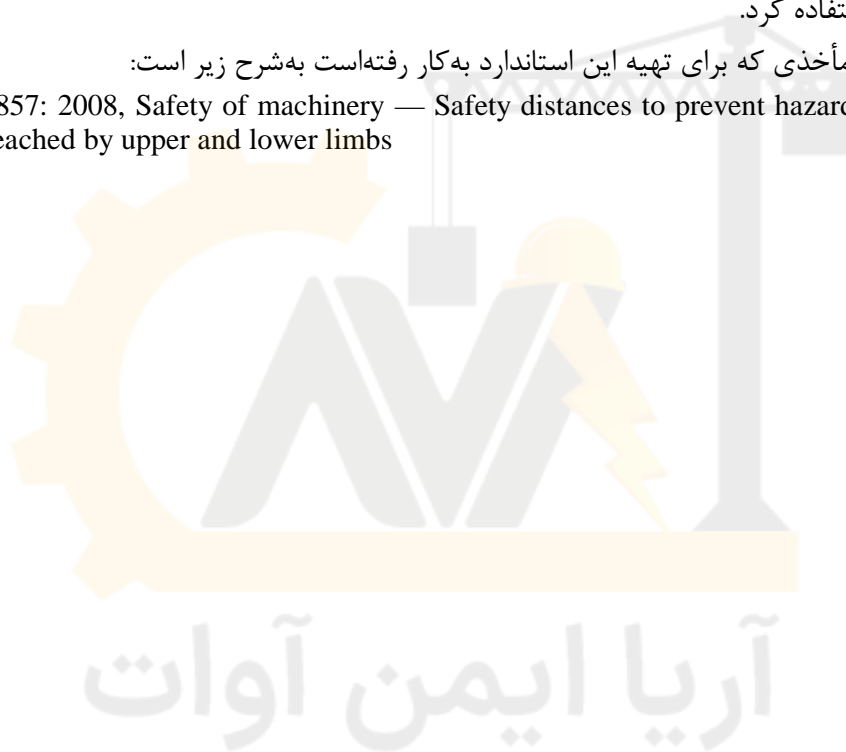 تفاده کرد.
مأخذی که برای تهیه این استاندارد به‌کار رفته‌است به‌شرح زیر است:
857: 2008, Safety of machinery — Safety distances to prevent hazard
eached by upper and lower limbs
آریا ایمن آوات